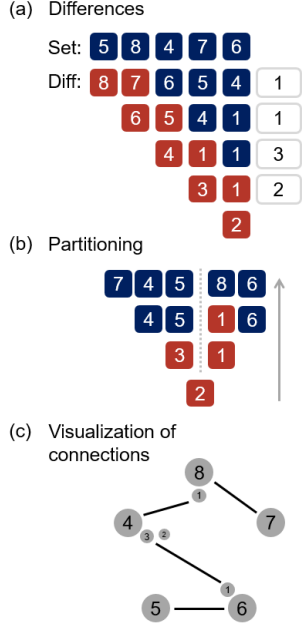 (a) Differences
Set: 5 8 4 7 6
Diff: 8 7 6 5 4 1
6 5 4 1 1
4 1 1 3
3 1 2
2
(b) Partitioning
7 4 5 8 6
4 5 1 6
3 1
2
(c) Visualization of
connections
8
1
4 7
3 2
1
5 6